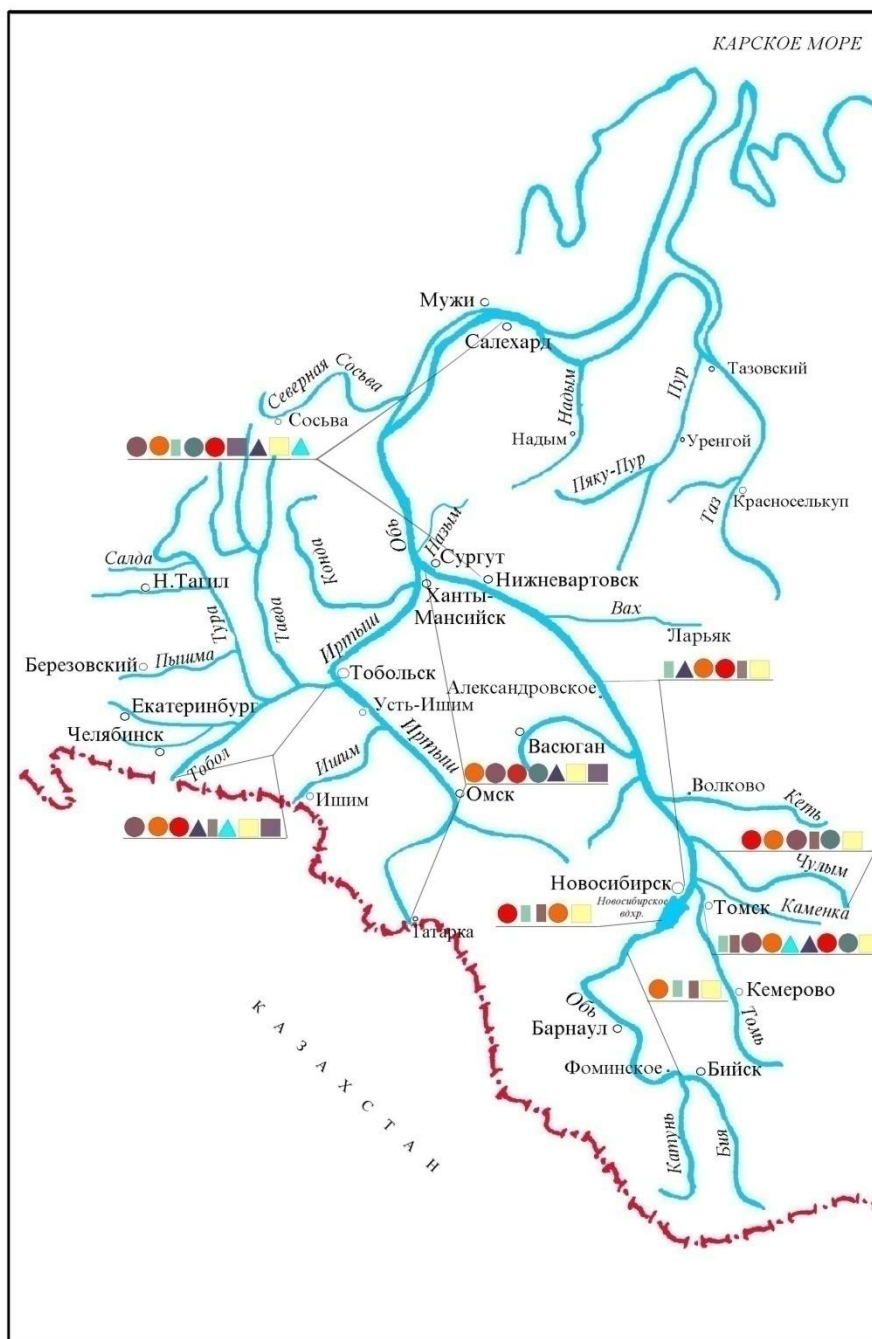 КАРСКОЕ МОРЕ
Мужи
Салехард
Северная Сосьва
Сосьва
Надым
Надым
Пур
Тазовский
Уренгой
Пяку-Пур
Таз
Красноселькуп
Обь
Назым
Конда
Сургут
Нижневартовск
Ханты-
Мансийск
Вах
Ларьяк
Салда
Н.Тагил
Тура
Тавда
Иртыш
Березовский
Пышма
Тобольск
Александровское
Екатеринбург
Усть-Ишим
Челябинск
Тобол
Ишим
Иртыш
Васюган
Ишим
Омск
Волково
Кеть
Чулым
Новосибирск
Новосибирское
вдхр.
Томск
Каменка
Татарка
Обь
Кемерово
Томь
Барнаул
Фоминское
Бийск
Катунь
Бия
КАЗАХСТАН